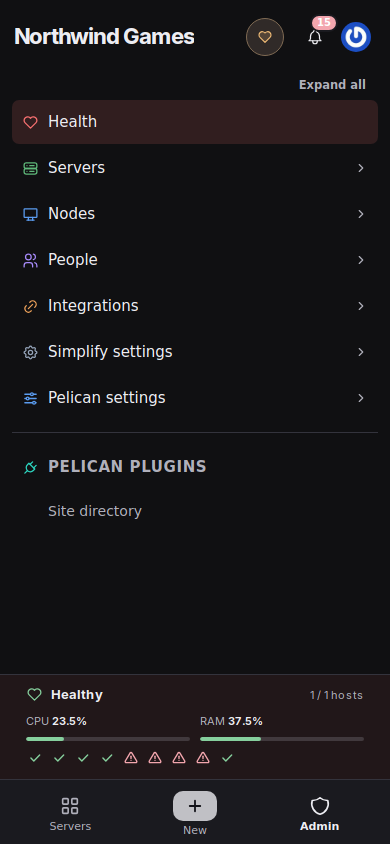 Northwind Games
15
Expand all
Health
Servers
Nodes
People
Integrations
Simplify settings
Pelican settings
PELICAN PLUGINS
Site directory
Healthy
1/1 hosts
CPU 23.5%
RAM 37.5%
Servers
New
Admin